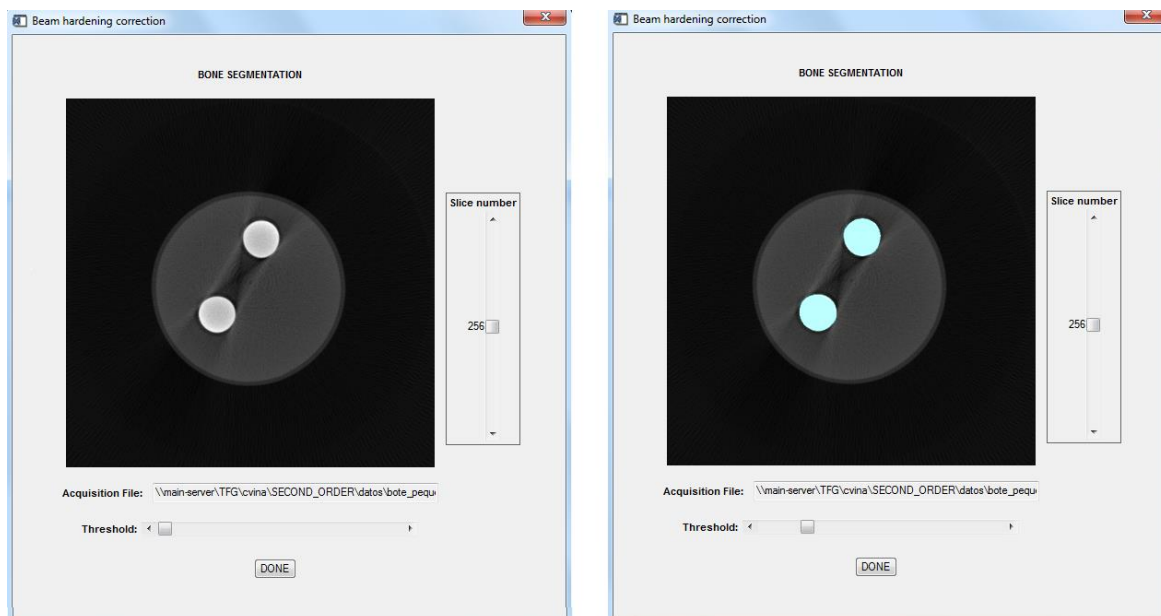 Beam hardening correction
BONE SEGMENTATION
Slice number
256
Acquisition File: \\main-server\TFG\cvina\SECOND_ORDER\datos\bote_pequ
Threshold:
DONE
Beam hardening correction
BONE SEGMENTATION
Slice number
256
Acquisition File: \\main-server\TFG\cvina\SECOND_ORDER\datos\bote_pequ
Threshold:
DONE